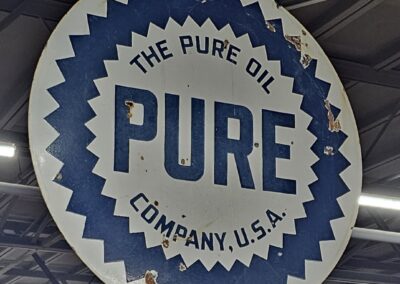 THE PURE OIL
PURE
COMPANY, U.S.A.